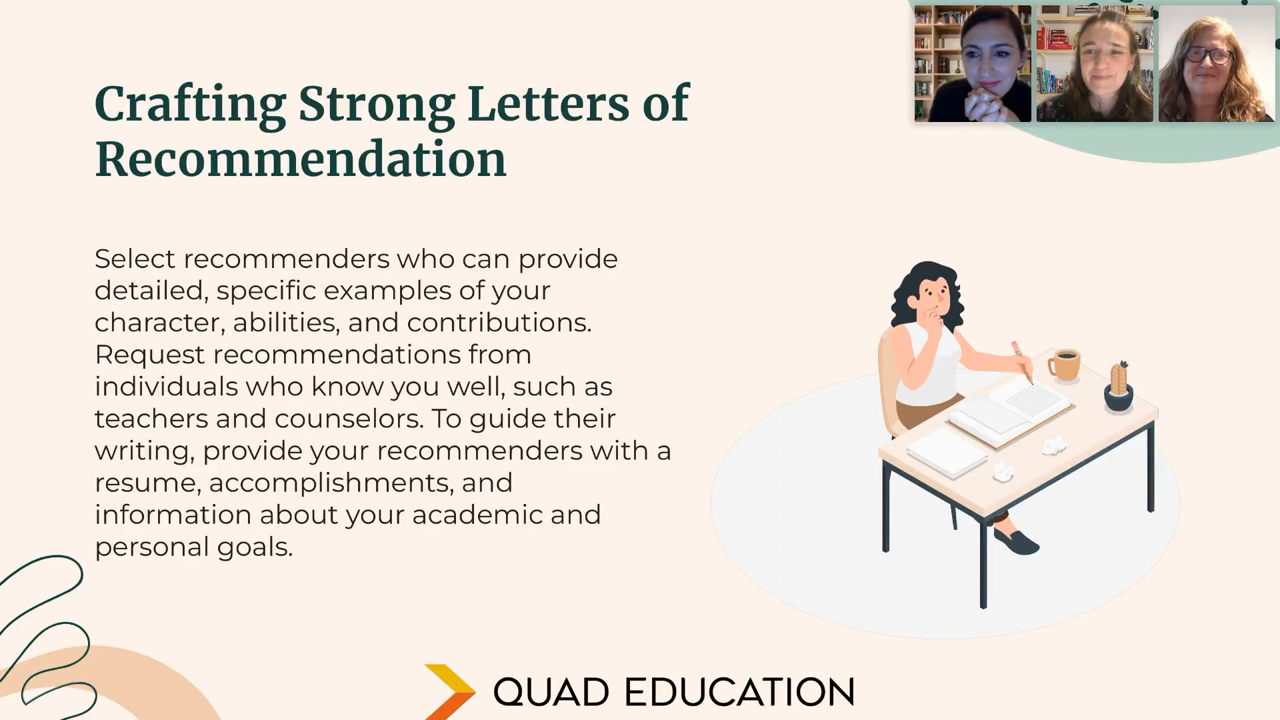 Crafting Strong Letters of
Recommendation
Select recommenders who can provide
detailed, specific examples of your
character, abilities, and contributions.
Request recommendations from
individuals who know you well, such as
teachers and counselors. To guide their
writing, provide your recommenders with a
resume, accomplishments, and
information about your academic and
personal goals.
QUAD EDUCATION